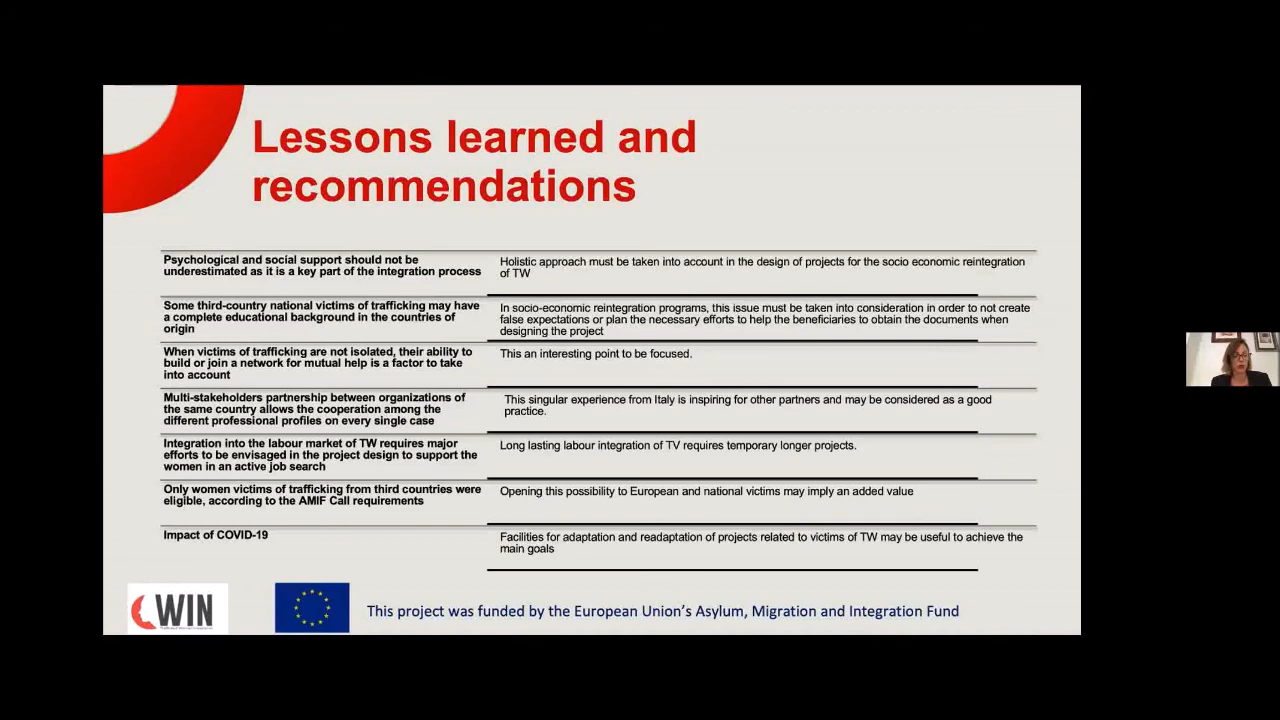 Lessons learned and
recommendations
Psychological and social support should not be
underestimated as it is a key part of the integration process
Holistic approach must be taken into account in the design of projects for the socio economic reintegration
of TW
Some third-country national victims of trafficking may have
a complete educational background in the countries of
origin
In socio-economic reintegration programs, this issue must be taken into consideration in order to not create
false expectations or plan the necessary efforts to help the beneficiaries to obtain the documents when
designing the project
When victims of trafficking are not isolated, their ability to
build or join a network for mutual help is a factor to take
into account
This an interesting point to be focused.
Multi-stakeholders partnership between organizations of
the same country allows the cooperation among the
different professional profiles on every single case
This singular experience from Italy is inspiring for other partners and may be considered as a good
practice.
Integration into the labour market of TW requires major
efforts to be envisaged in the project design to support the
women in an active job search
Long lasting labour integration of TV requires temporary longer projects.
Only women victims of trafficking from third countries were
eligible, according to the AMIF Call requirements
Opening this possibility to European and national victims may imply an added value
Impact of COVID-19
Facilities for adaptation and readaptation of projects related to victims of TW may be useful to achieve the
main goals
WIN
This project was funded by the European Union's Asylum, Migration and Integration Fund